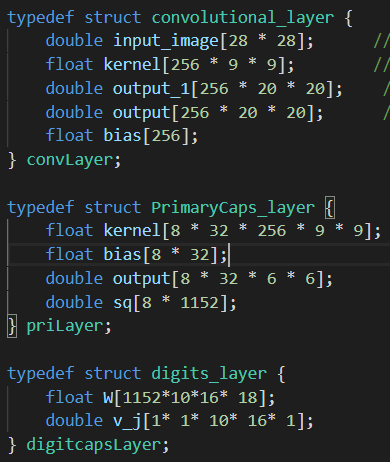 typedef struct convolutional_layer {
    double input_image[28 * 28];        //
    float kernel[256 * 9 * 9];          //
    double output_1[256 * 20 * 20];     /
    double output[256 * 20 * 20];       /
    float bias[256];
} convLayer;

typedef struct PrimaryCaps_layer {
    float kernel[8 * 32 * 256 * 9 * 9];
    float bias[8 * 32];
    double output[8 * 32 * 6 * 6];
    double sq[8 * 1152];
} priLayer;

typedef struct digits_layer {
    float W[1152*10*16* 18];
    double v_j[1* 1* 10* 16* 1];
} digitcapsLayer;